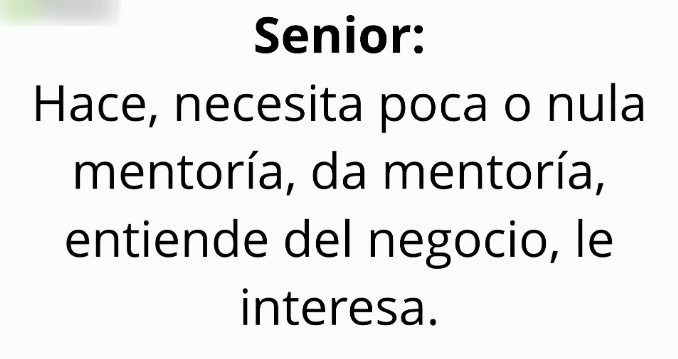 Senior:
Hace, necesita poca o nula
mentoría, da mentoría,
entiende del negocio, le
interesa.